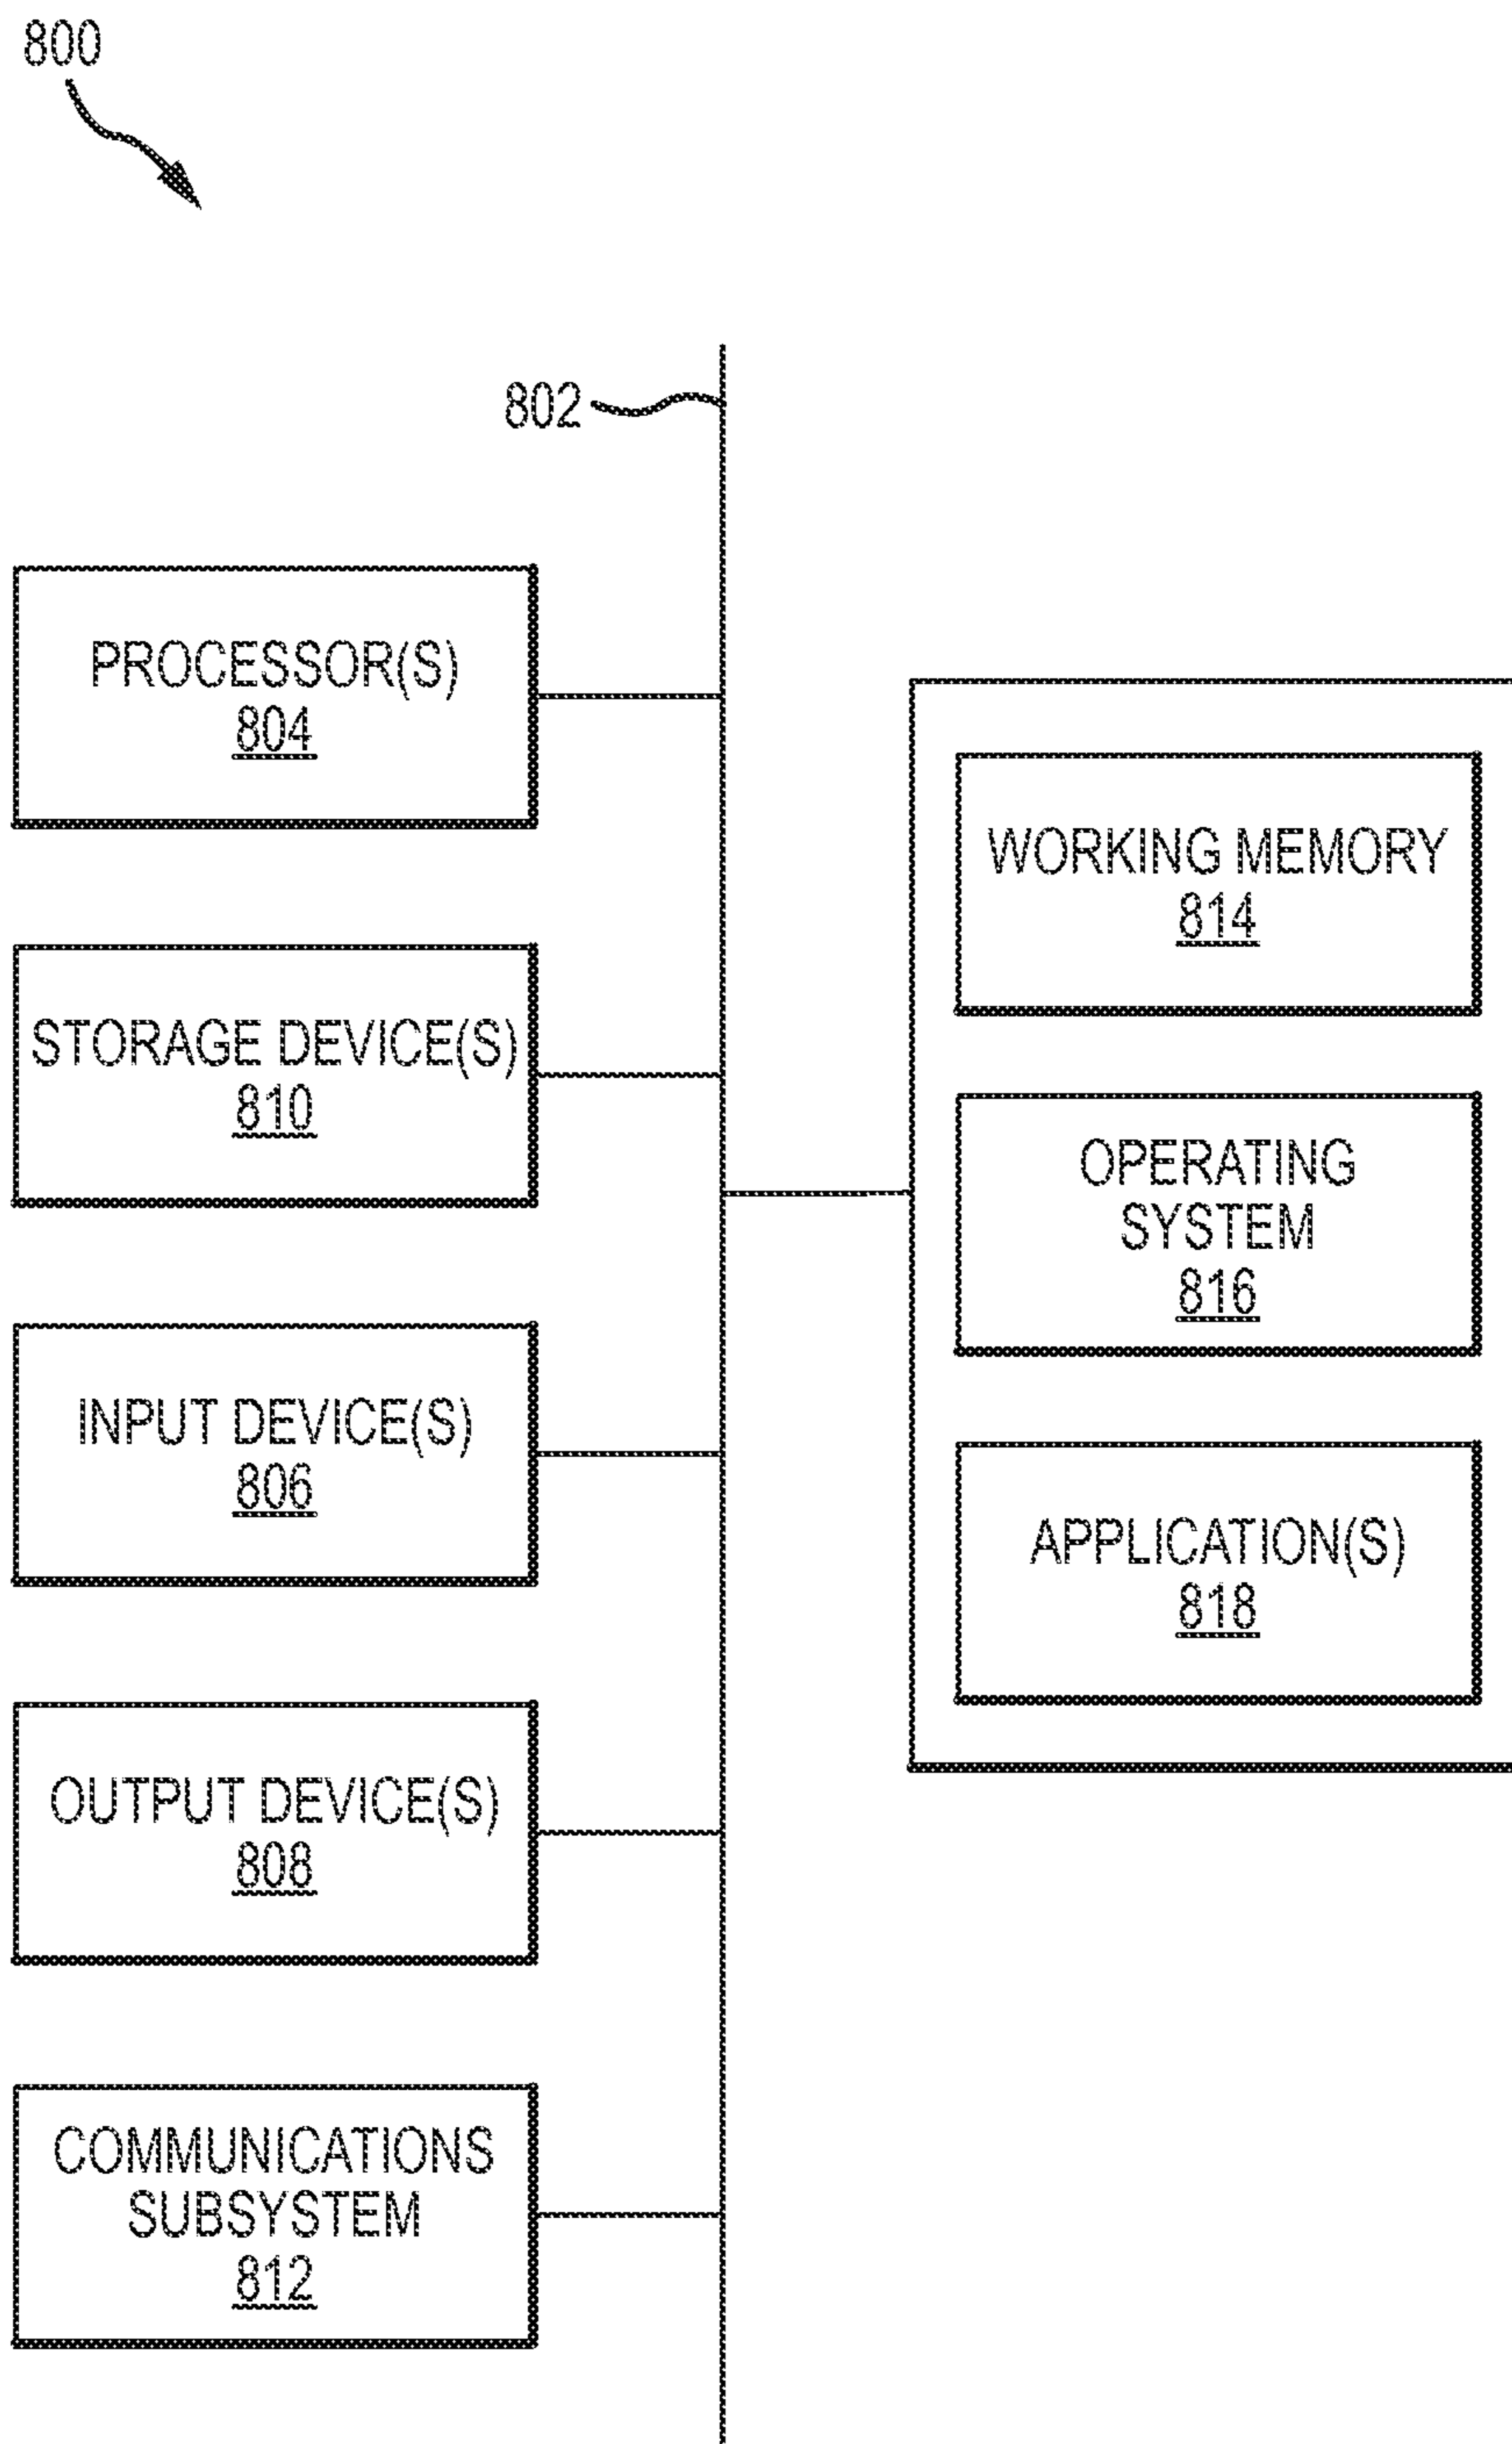 800
802
PROCESSOR(S)
804
STORAGE DEVICE(S)
810
INPUT DEVICE(S)
806
OUTPUT DEVICE(S)
808
COMMUNICATIONS
SUBSYSTEM
812
WORKING MEMORY
814
OPERATING
SYSTEM
816
APPLICATION(S)
818